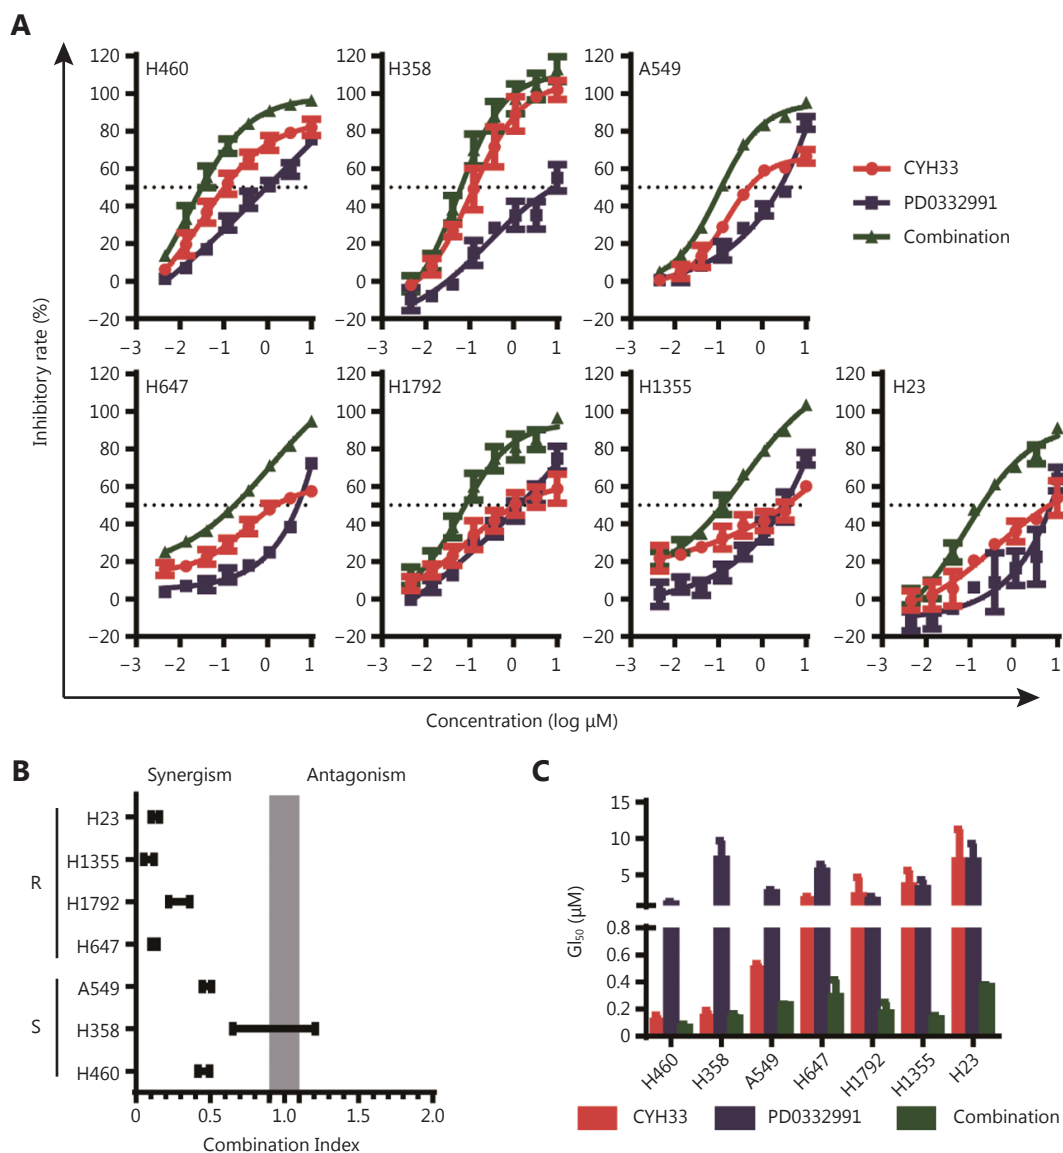 A
Inhibitory rate (%)
H460
120
100
80
60
40
20
0
−20
−3 −2 −1 0 1
H358
120
100
80
60
40
20
0
−20
−3 −2 −1 0 1
A549
120
100
80
60
40
20
0
−20
−3 −2 −1 0 1
CYH33
PD0332991
Combination
H647
120
100
80
60
40
20
0
−20
−3 −2 −1 0 1
H1792
120
100
80
60
40
20
0
−20
−3 −2 −1 0 1
H1355
120
100
80
60
40
20
0
−20
−3 −2 −1 0 1
H23
120
100
80
60
40
20
0
−20
−3 −2 −1 0 1
Concentration (log μM)
B
Synergism Antagonism
R
H23
H1355
H1792
H647
S
A549
H358
H460
0 0.5 1.0 1.5 2.0
Combination Index
C
GI₅₀ (μM)
15
10
5
0.8
0.6
0.4
0.2
0
H460 H358 A549 H647 H1792 H1355 H23
CYH33 PD0332991 Combination